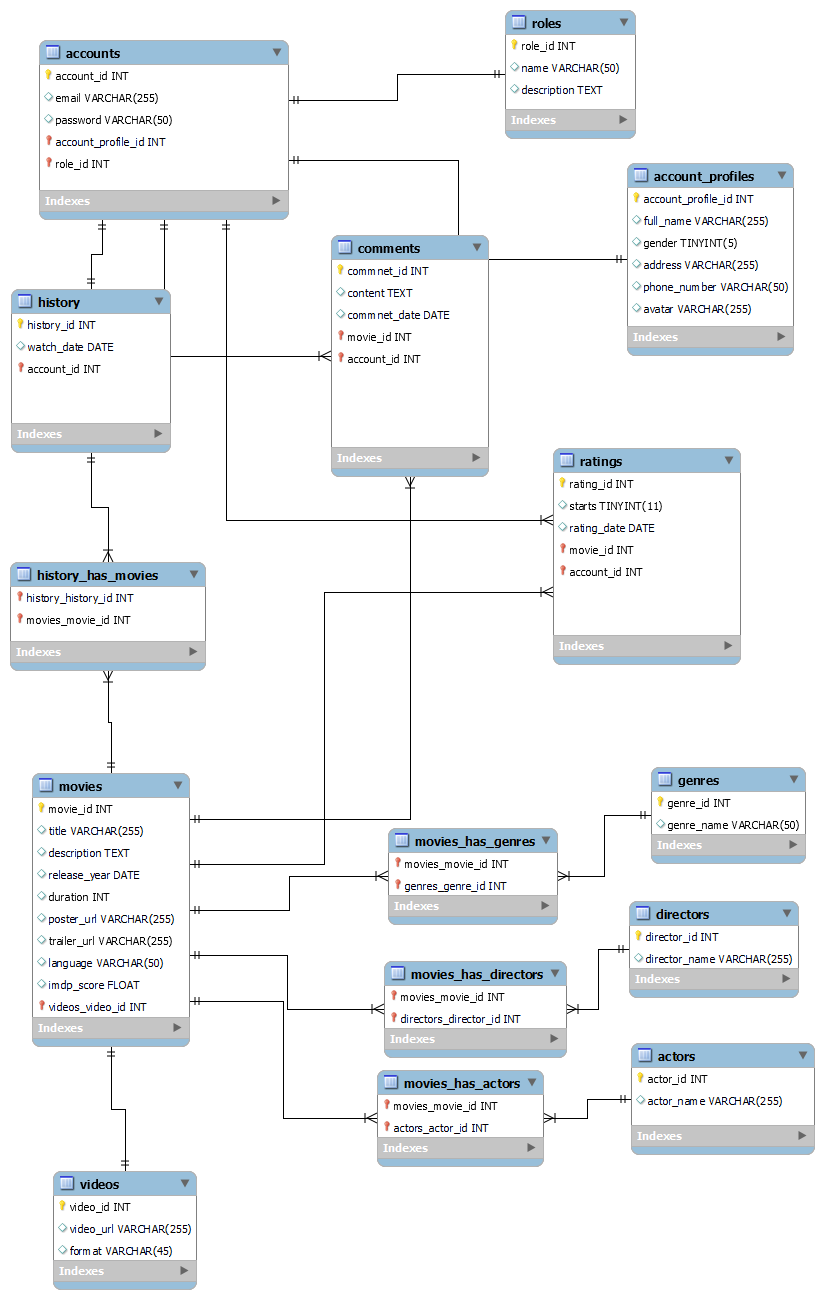 roles
role_id INT
name VARCHAR(50)
description TEXT
Indexes
accounts
account_id INT
email VARCHAR(255)
password VARCHAR(50)
account_profile_id INT
role_id INT
Indexes
account_profiles
account_profile_id INT
full_name VARCHAR(255)
gender TINYINT(5)
address VARCHAR(255)
phone_number VARCHAR(50)
avatar VARCHAR(255)
Indexes
comments
commnet_id INT
content TEXT
commnet_date DATE
movie_id INT
account_id INT
Indexes
history
history_id INT
watch_date DATE
account_id INT
Indexes
ratings
rating_id INT
starts TINYINT(11)
rating_date DATE
movie_id INT
account_id INT
Indexes
history_has_movies
history_history_id INT
movies_movie_id INT
Indexes
movies
movie_id INT
title VARCHAR(255)
description TEXT
release_year DATE
duration INT
poster_url VARCHAR(255)
trailer_url VARCHAR(255)
language VARCHAR(50)
imdp_score FLOAT
videos_video_id INT
Indexes
genres
genre_id INT
genre_name VARCHAR(50)
Indexes
movies_has_genres
movies_movie_id INT
genres_genre_id INT
Indexes
directors
director_id INT
director_name VARCHAR(255)
Indexes
movies_has_directors
movies_movie_id INT
directors_director_id INT
Indexes
actors
actor_id INT
actor_name VARCHAR(255)
Indexes
movies_has_actors
movies_movie_id INT
actors_actor_id INT
Indexes
videos
video_id INT
video_url VARCHAR(255)
format VARCHAR(45)
Indexes